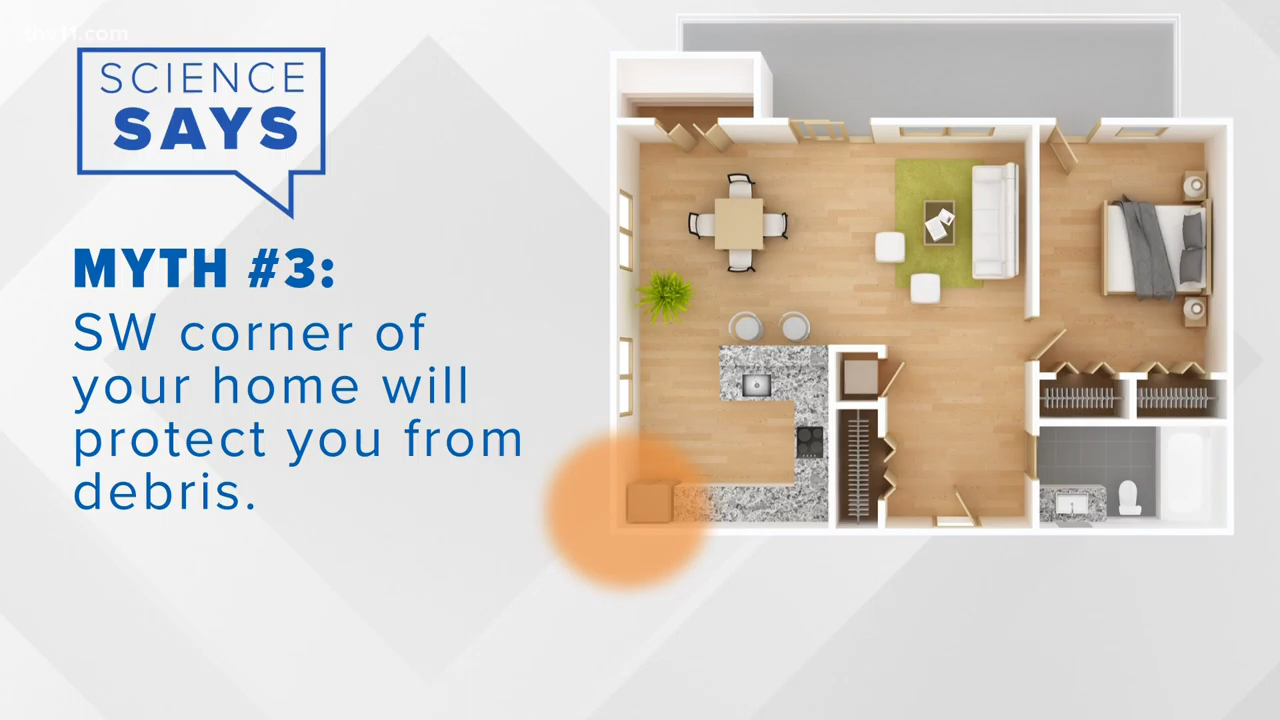 thv11.com
SCIENCE
SAYS
MYTH #3:
SW corner of
your home will
protect you from
debris.